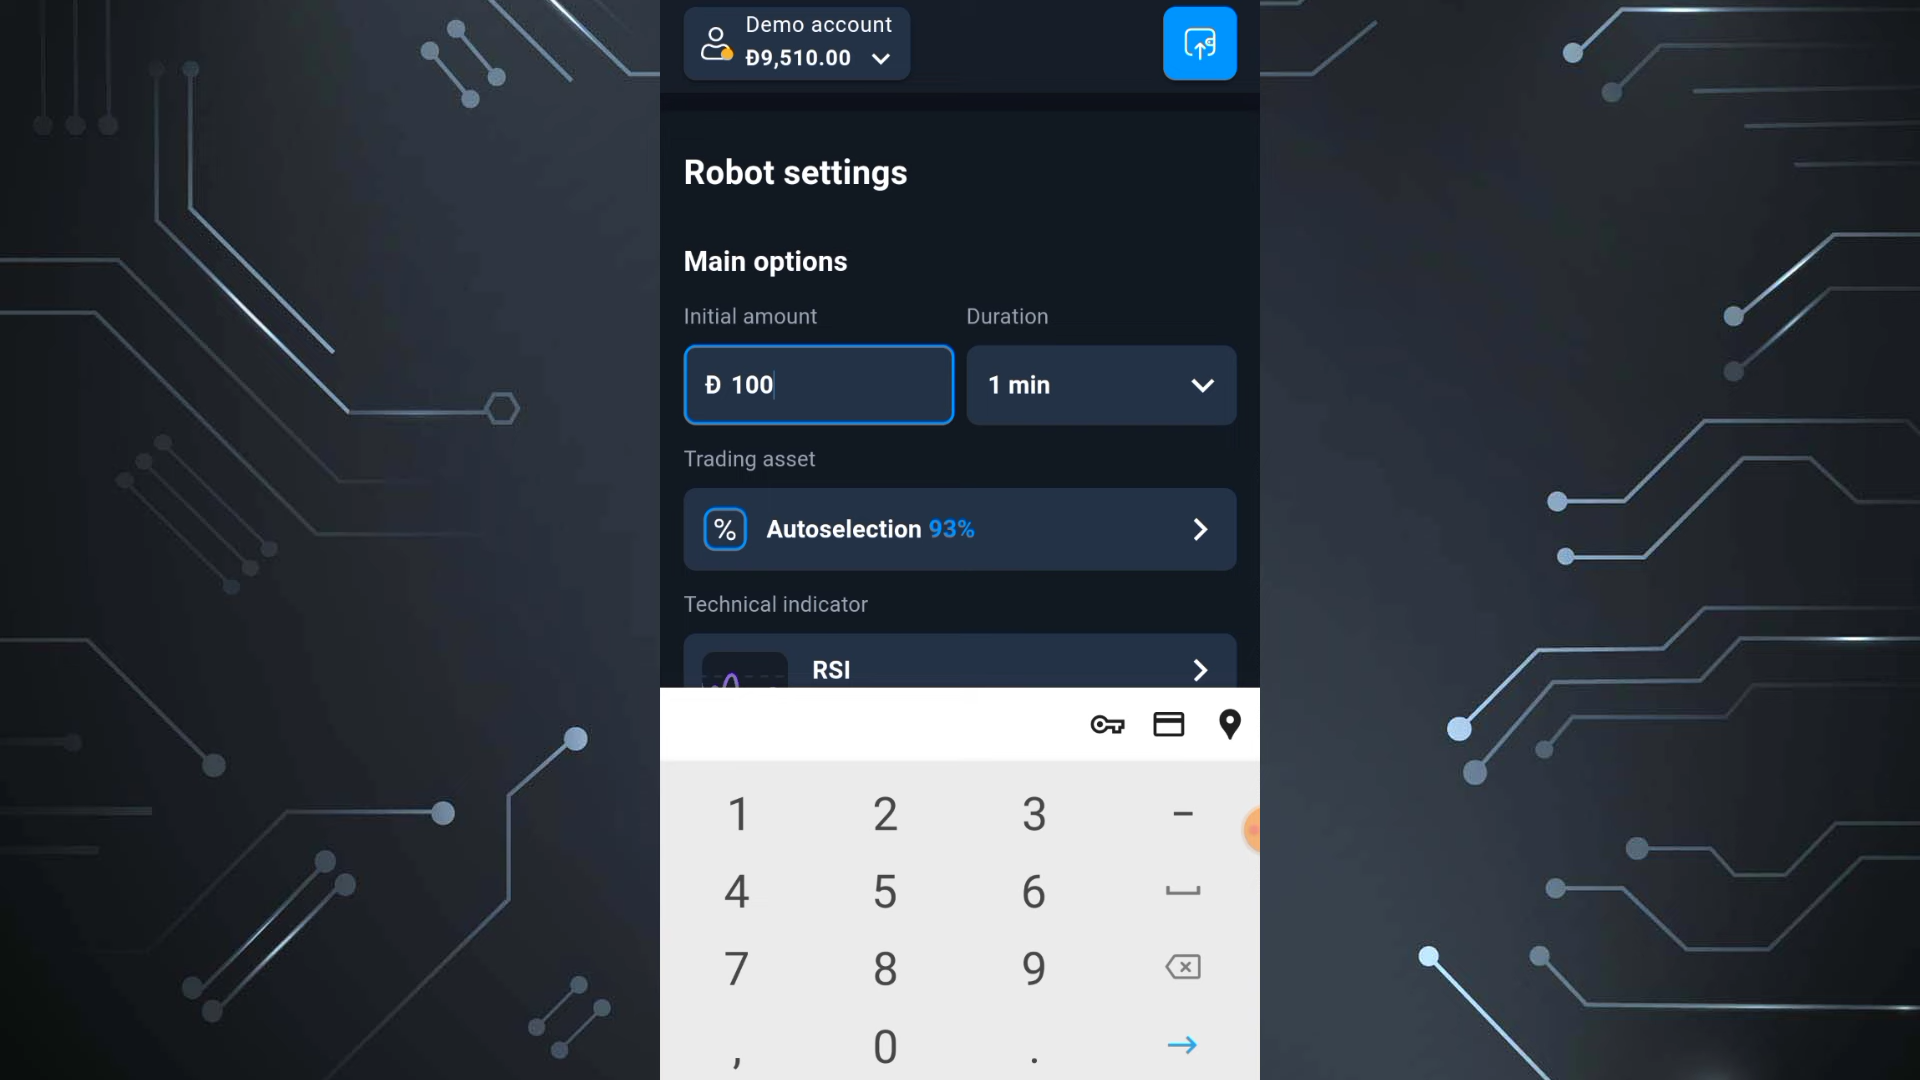 Demo account
Đ9,510.00
Robot settings
Main options
Initial amount
Duration
Đ 100
1 min
Trading asset
% Autoselection 93%
Technical indicator
RSI
1 2 3 –
4 5 6
7 8 9
, 0 .